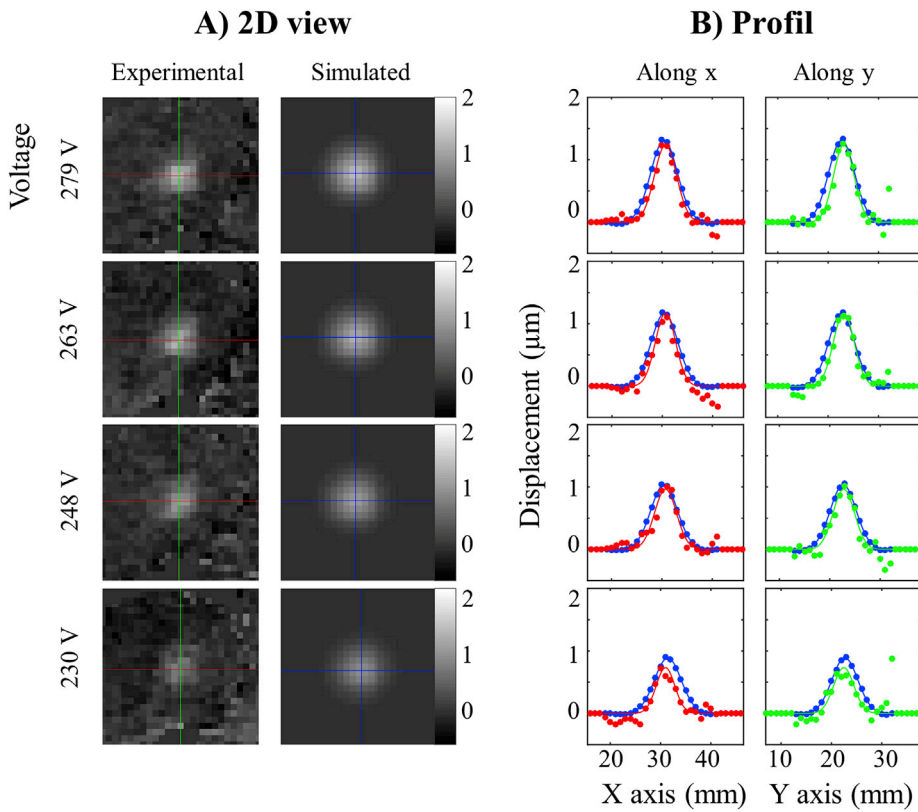 A) 2D view
B) Profil
Experimental
Simulated
Along x
Along y
Voltage
279 V
2
1
0
2
1
0
263 V
2
1
0
2
1
0
248 V
2
1
0
2
1
0
230 V
2
1
0
2
1
0
Displacement (μm)
20
30
40
10
20
30
X axis (mm)
Y axis (mm)